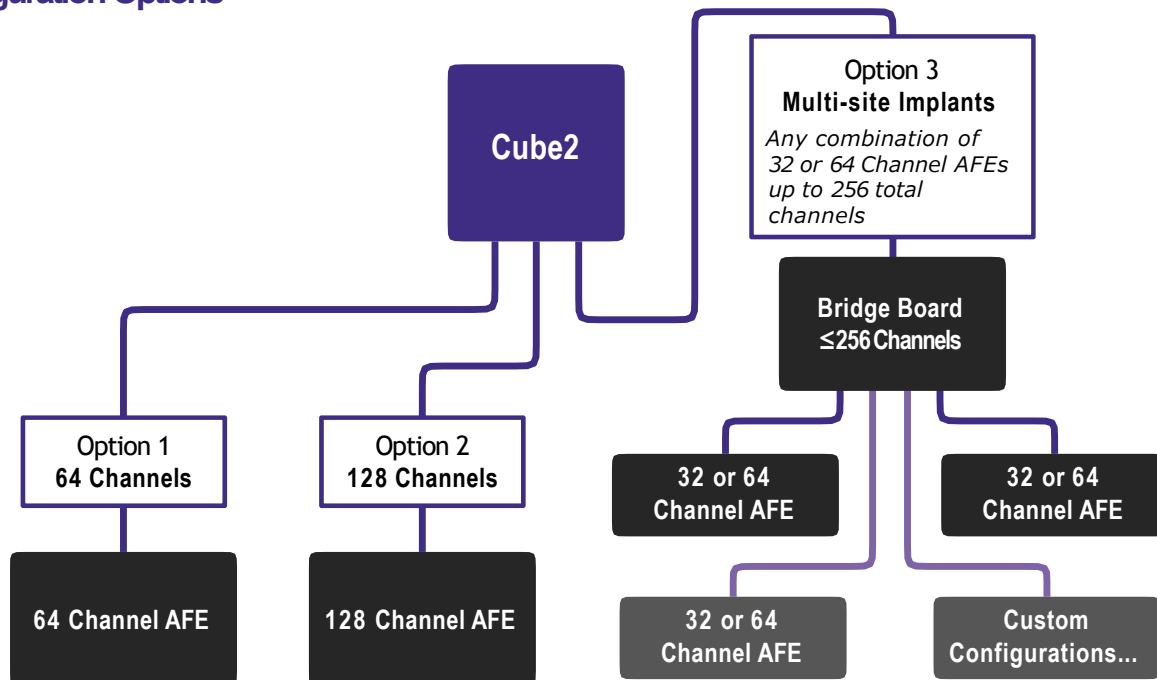 Cube2
Option 3
Multi-site Implants
Any combination of
32 or 64 Channel AFEs
up to 256 total
channels
Bridge Board
≤256 Channels
Option 1
64 Channels
Option 2
128 Channels
32 or 64
Channel AFE
32 or 64
Channel AFE
64 Channel AFE
128 Channel AFE
32 or 64
Channel AFE
Custom
Configurations...